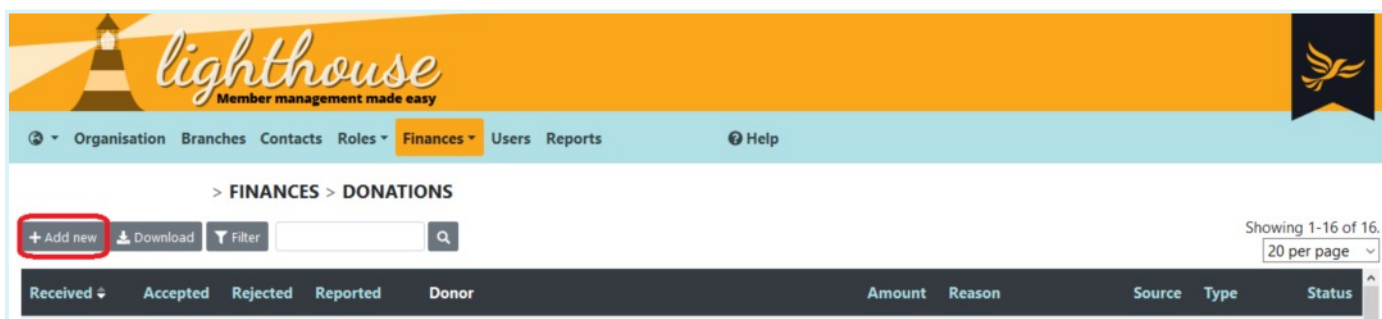 lighthouse
Member management made easy
Organisation Branches Contacts Roles Finances Users Reports Help
> FINANCES > DONATIONS
+ Add new Download Filter
Showing 1-16 of 16.
20 per page
Received Accepted Rejected Reported Donor Amount Reason Source Type Status